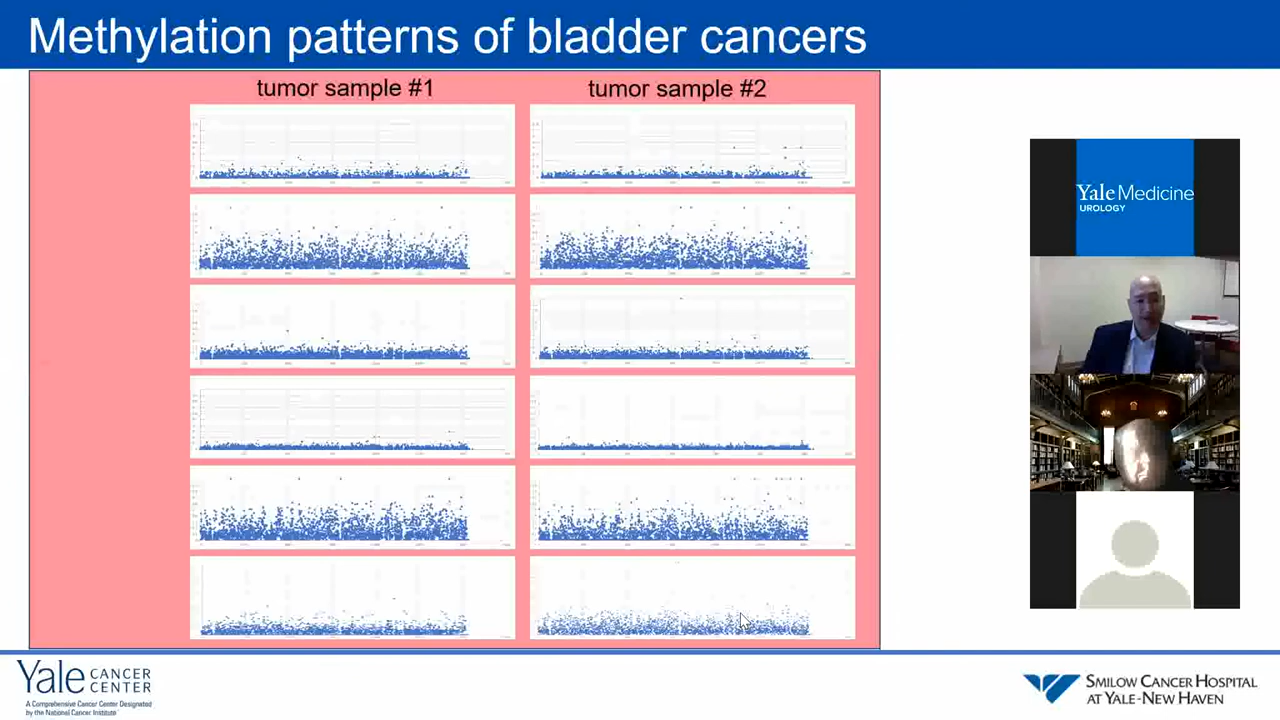 Methylation patterns of bladder cancers
tumor sample #1
tumor sample #2
Yale Medicine
UROLOGY
Yale CANCER
CENTER
A Comprehensive Cancer Center Designated
by the National Cancer Institute
SMILOW CANCER HOSPITAL
AT YALE-NEW HAVEN